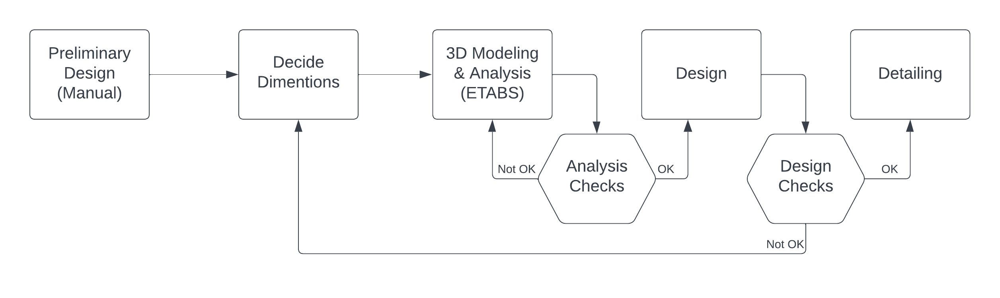 Preliminary
Design
(Manual)
Decide
Dimentions
3D Modeling
& Analysis
(ETABS)
Design
Detailing
Analysis
Checks
Design
Checks
Not OK
OK
OK
Not OK